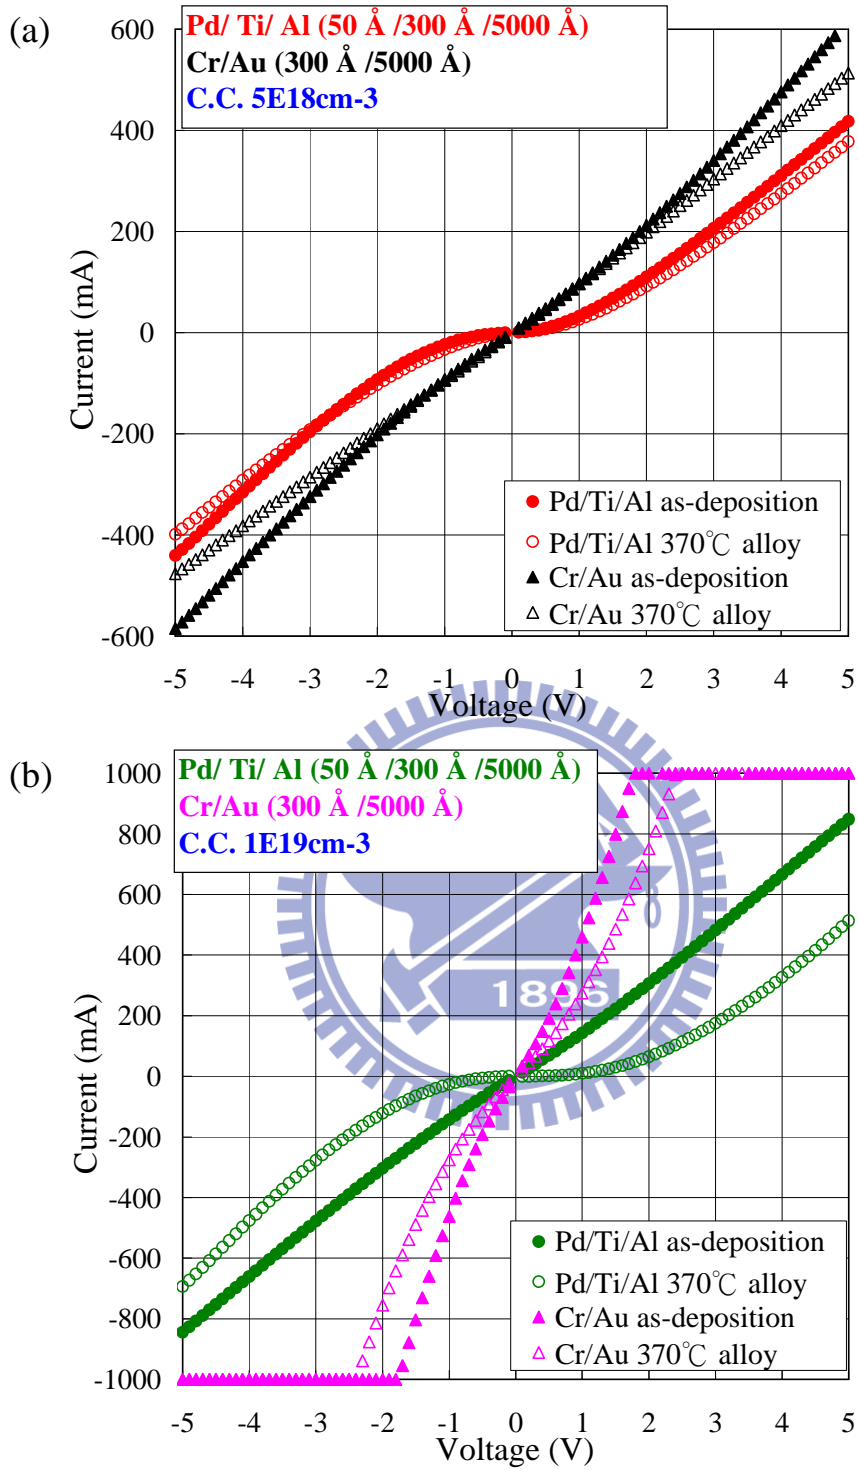 (a)
Pd/ Ti/ Al (50 Å /300 Å /5000 Å)
Cr/Au (300 Å /5000 Å)
C.C. 5E18cm-3
600
400
200
0
-200
-400
-600
Current (mA)
Pd/Ti/Al as-deposition
Pd/Ti/Al 370℃ alloy
Cr/Au as-deposition
Cr/Au 370℃ alloy
-5 -4 -3 -2 -1 0 1 2 3 4 5
Voltage (V)
(b)
Pd/ Ti/ Al (50 Å /300 Å /5000 Å)
Cr/Au (300 Å /5000 Å)
C.C. 1E19cm-3
1000
800
600
400
200
0
-200
-400
-600
-800
-1000
Current (mA)
1896
Pd/Ti/Al as-deposition
Pd/Ti/Al 370℃ alloy
Cr/Au as-deposition
Cr/Au 370℃ alloy
-5 -4 -3 -2 -1 0 1 2 3 4 5
Voltage (V)